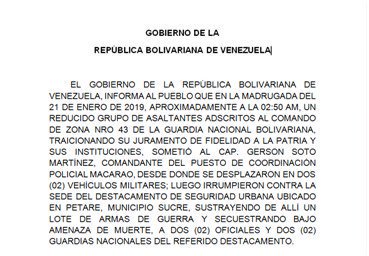 GOBIERNO DE LA
REPÚBLICA BOLIVARIANA DE VENEZUELA
EL GOBIERNO DE LA REPÚBLICA BOLIVARIANA DE
VENEZUELA, INFORMA AL PUEBLO QUE EN LA MADRUGADA DEL
21 DE ENERO DE 2019, APROXIMADAMENTE A LA 02:50 AM, UN
REDUCIDO GRUPO DE ASALTANTES ADSCRITOS AL COMANDO
DE ZONA NRO 43 DE LA GUARDIA NACIONAL BOLIVARIANA,
TRAICIONANDO SU JURAMENTO DE FIDELIDAD A LA PATRIA Y
SUS INSTITUCIONES, SOMETIÓ AL CAP. GERSON SOTO
MARTÍNEZ, COMANDANTE DEL PUESTO DE COORDINACIÓN
POLICIAL MACARAO, DESDE DONDE SE DESPLAZARON EN DOS
(02) VEHÍCULOS MILITARES; LUEGO IRRUMPIERON CONTRA LA
SEDE DEL DESTACAMENTO DE SEGURIDAD URBANA UBICADO
EN PETARE, MUNICIPIO SUCRE, SUSTRAYENDO DE ALLÍ UN
LOTE DE ARMAS DE GUERRA Y SECUESTRANDO BAJO
AMENAZA DE MUERTE, A DOS (02) OFICIALES Y DOS (02)
GUARDIAS NACIONALES DEL REFERIDO DESTACAMENTO.